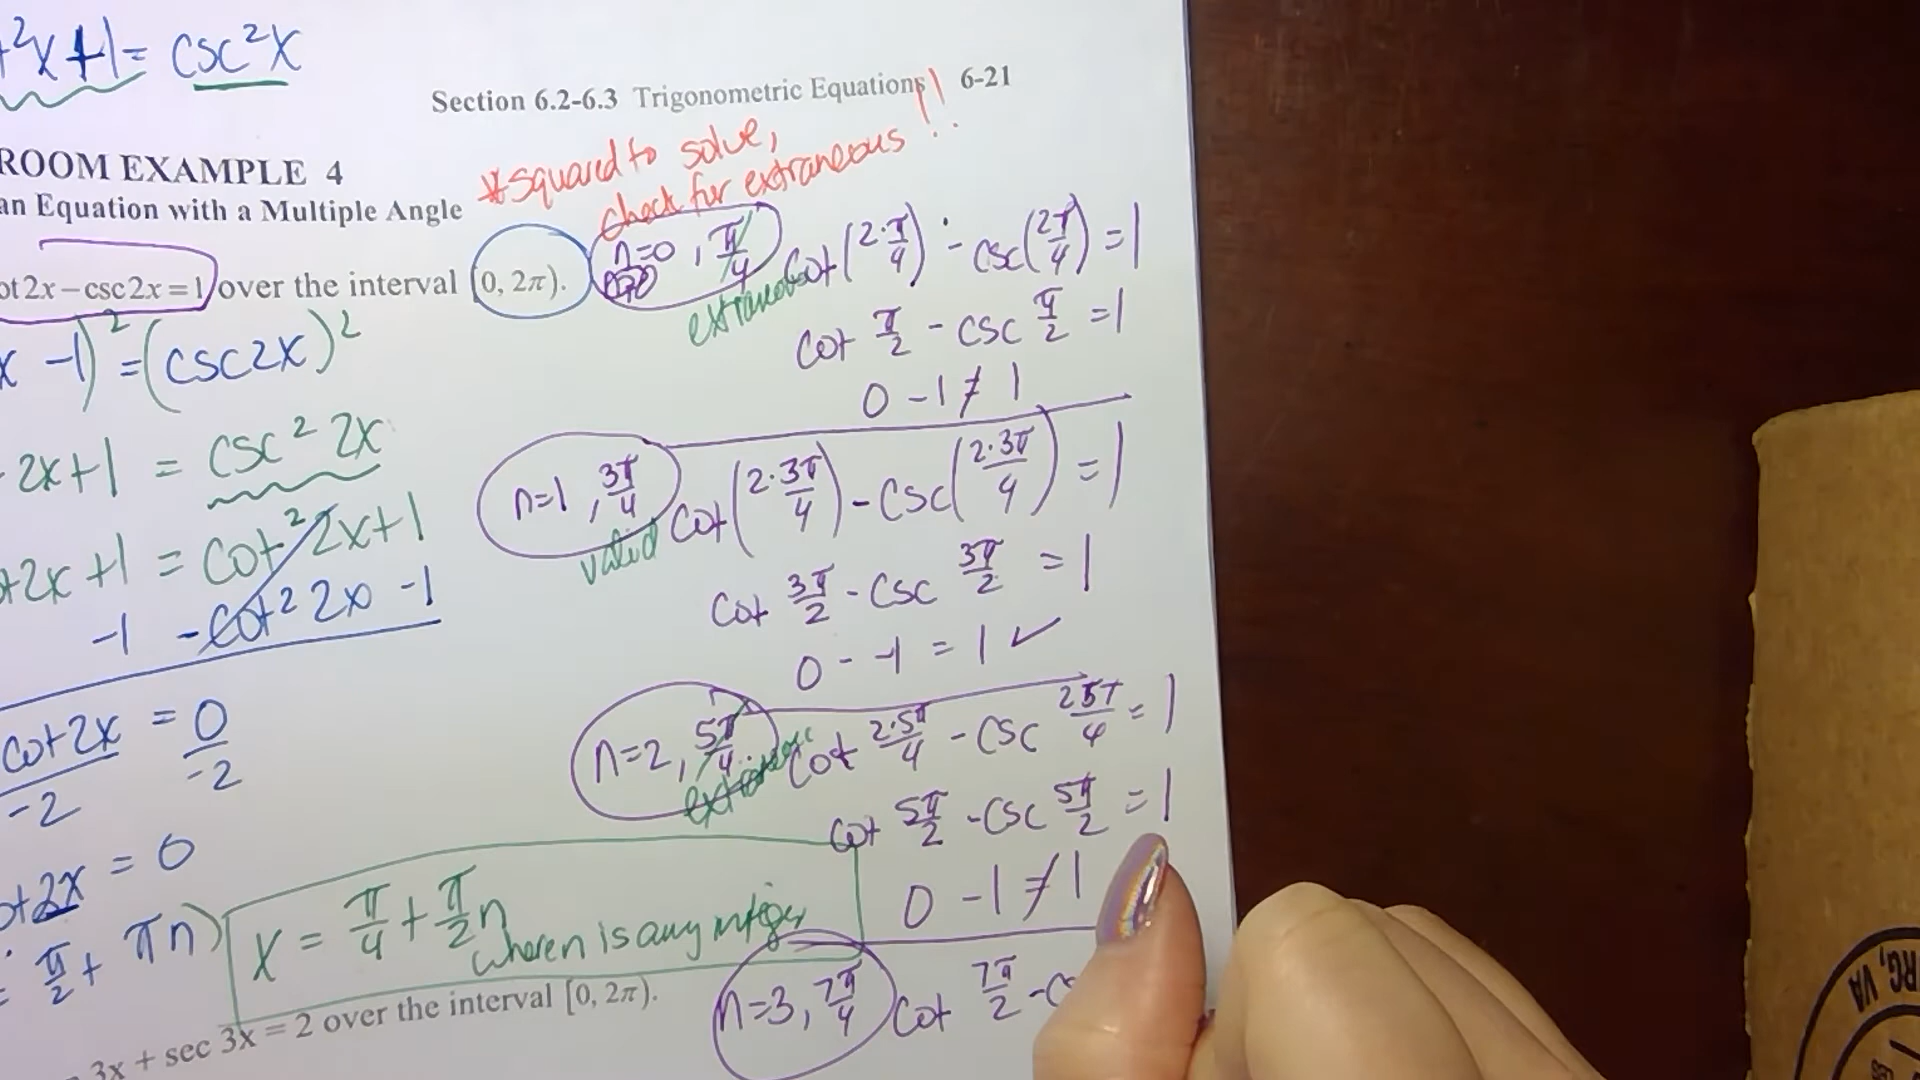 ²x+1= csc²x
Section 6.2-6.3 Trigonometric Equations 6-21
*squared to solve,
check for extraneous !!
ROOM EXAMPLE 4
an Equation with a Multiple Angle
ot 2x − csc 2x = 1 over the interval [0, 2π).
x -1)² = (csc2x)²
2x+1 = csc² 2x
+2x +1 = cot² 2x+1
-1 -cot² 2x -1
cot2x = 0
-2 -2
ot2x = 0
= π/2 + πn
x = π/4 + π/2 n
where n is any integer
3x + sec 3x = 2 over the interval [0, 2π).
n=0, π/4 cot(2·π/4) - csc(2π/4) = 1
cot π/2 - csc π/2 = 1
0 -1 ≠ 1
n=1, 3π/4 cot(2·3π/4) - csc(2·3π/4) = 1
valid
cot 3π/2 - csc 3π/2 = 1
0 - -1 = 1 ✓
n=2, 5π/4 cot 2·5π/4 - csc 2 5π/4 = 1
cot 5π/2 - csc 5π/2 = 1
0 -1 ≠ 1
n=3, 7π/4 cot 7π/2 - cs
RG, VA